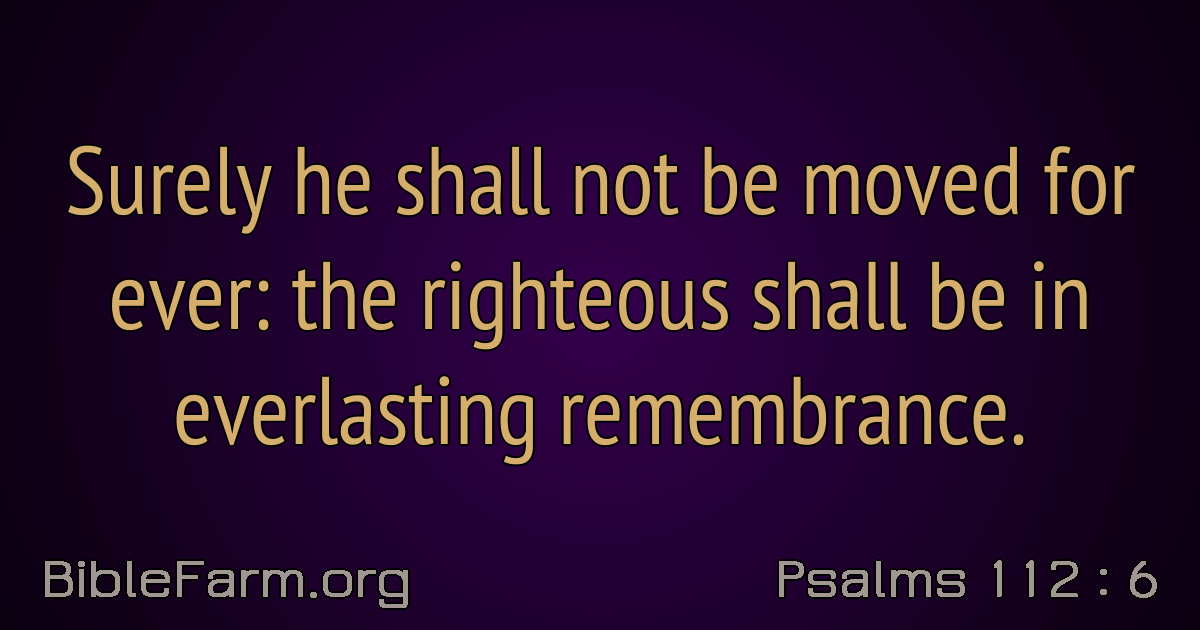 Surely he shall not be moved for
ever: the righteous shall be in
everlasting remembrance.
BibleFarm.org
Psalms 112 : 6